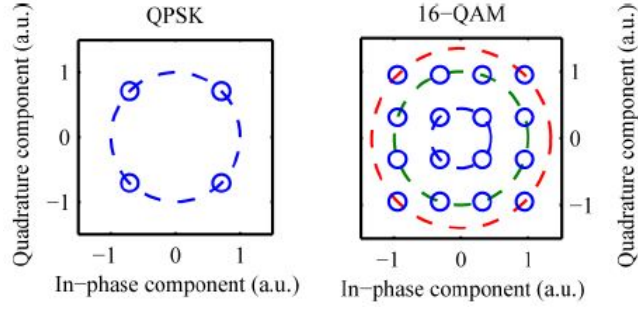 QPSK
Quadrature component (a.u.)
1
0
−1
−1 0 1
In−phase component (a.u.)
16−QAM
1
0
−1
−1 0 1
In−phase component (a.u.)
Quadrature component (a.u.)